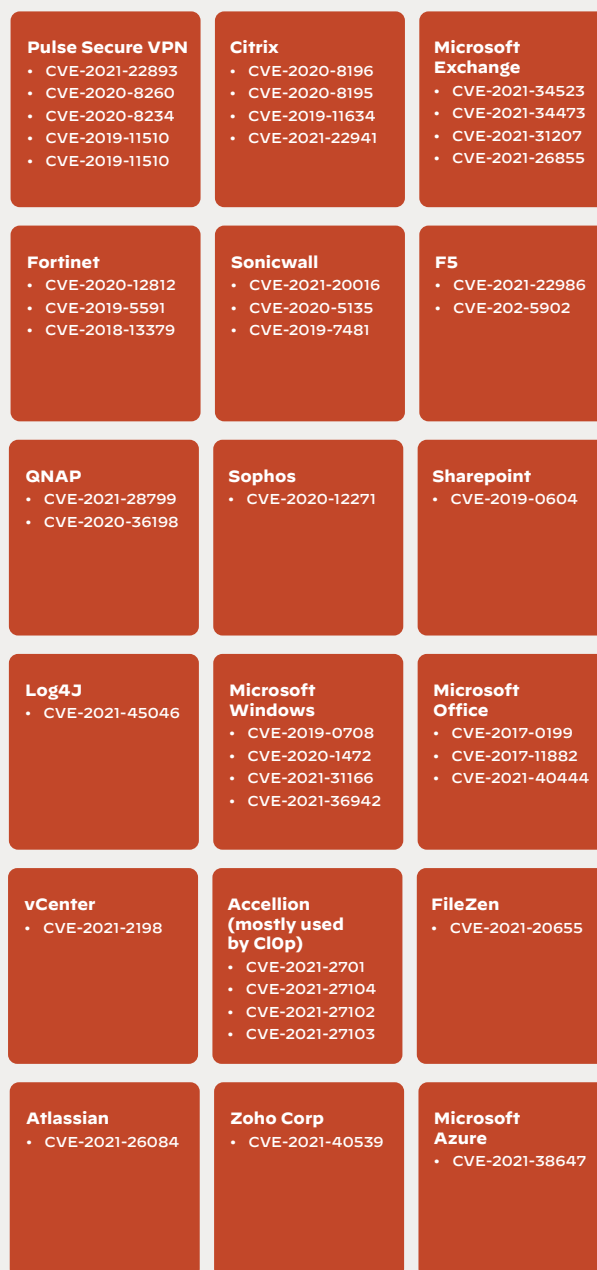 Pulse Secure VPN
• CVE-2021-22893
• CVE-2020-8260
• CVE-2020-8234
• CVE-2019-11510
• CVE-2019-11510
Citrix
• CVE-2020-8196
• CVE-2020-8195
• CVE-2019-11634
• CVE-2021-22941
Microsoft
Exchange
• CVE-2021-34523
• CVE-2021-34473
• CVE-2021-31207
• CVE-2021-26855
Fortinet
• CVE-2020-12812
• CVE-2019-5591
• CVE-2018-13379
Sonicwall
• CVE-2021-20016
• CVE-2020-5135
• CVE-2019-7481
F5
• CVE-2021-22986
• CVE-202-5902
QNAP
• CVE-2021-28799
• CVE-2020-36198
Sophos
• CVE-2020-12271
Sharepoint
• CVE-2019-0604
Log4J
• CVE-2021-45046
Microsoft
Windows
• CVE-2019-0708
• CVE-2020-1472
• CVE-2021-31166
• CVE-2021-36942
Microsoft
Office
• CVE-2017-0199
• CVE-2017-11882
• CVE-2021-40444
vCenter
• CVE-2021-2198
Accellion
(mostly used
by Cl0p)
• CVE-2021-2701
• CVE-2021-27104
• CVE-2021-27102
• CVE-2021-27103
FileZen
• CVE-2021-20655
Atlassian
• CVE-2021-26084
Zoho Corp
• CVE-2021-40539
Microsoft
Azure
• CVE-2021-38647